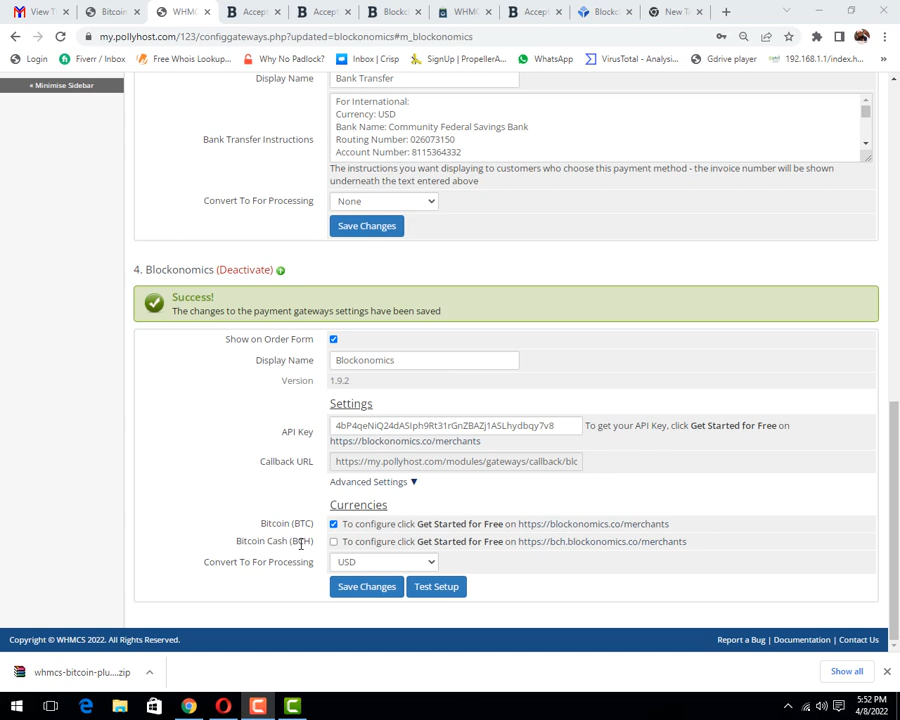 View T
Bitcoin
WHMC
Accept
Accept
Blocko
WHMC
Accept
Blocko
New T
my.pollyhost.com/123/configgateways.php?updated=blockonomics#m_blockonomics
Login
Fiverr / Inbox
Free Whois Lookup...
Why No Padlock?
Inbox | Crisp
SignUp | PropellerA...
WhatsApp
VirusTotal - Analysi...
Gdrive player
192.168.1.1/index.h...
»
« Minimise Sidebar
Display Name
Bank Transfer
For International:
Currency: USD
Bank Name: Community Federal Savings Bank
Bank Transfer Instructions
Routing Number: 026073150
Account Number: 8115364332
The instructions you want displaying to customers who choose this payment method - the invoice number will be shown
underneath the text entered above
Convert To For Processing
None
Save Changes
4. Blockonomics (Deactivate)
Success!
The changes to the payment gateways settings have been saved
Show on Order Form
Display Name
Blockonomics
Version
1.9.2
Settings
API Key
4bP4qeNiQ24dASIph9Rt31rGnZBAZj1ASLhydbqy7v8 To get your API Key, click Get Started for Free on
https://blockonomics.co/merchants
Callback URL
https://my.pollyhost.com/modules/gateways/callback/blc
Advanced Settings ▼
Currencies
Bitcoin (BTC)
To configure click Get Started for Free on https://blockonomics.co/merchants
Bitcoin Cash (BCH)
To configure click Get Started for Free on https://bch.blockonomics.co/merchants
Convert To For Processing
USD
Save Changes
Test Setup
Copyright © WHMCS 2022. All Rights Reserved.
Report a Bug | Documentation | Contact Us
whmcs-bitcoin-plu....zip
Show all
5:52 PM
4/8/2022